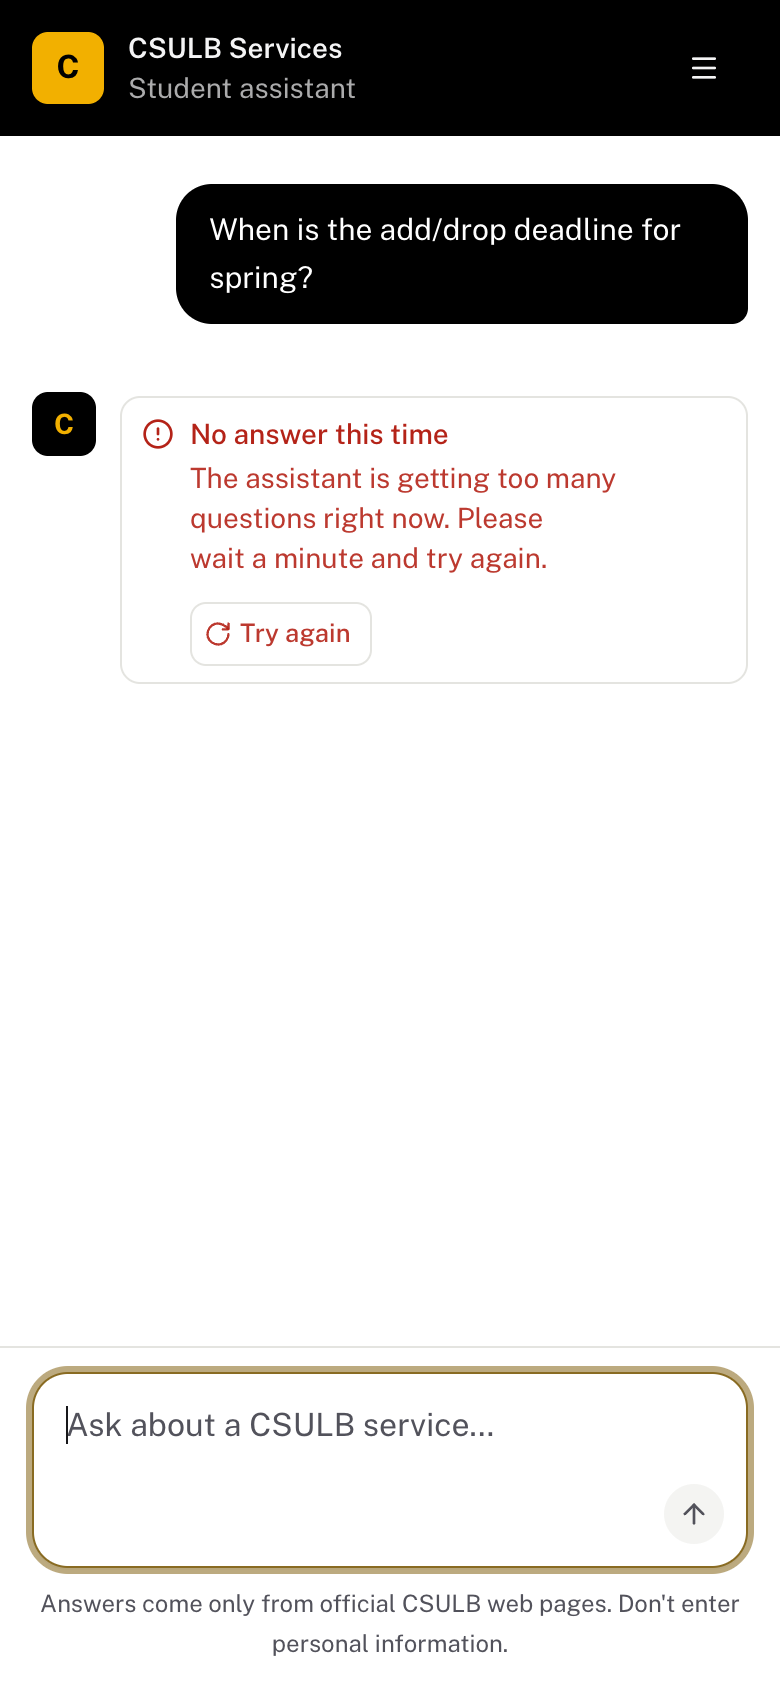 C
CSULB Services
Student assistant
When is the add/drop deadline for
spring?
C
No answer this time
The assistant is getting too many
questions right now. Please
wait a minute and try again.
Try again
Ask about a CSULB service...
Answers come only from official CSULB web pages. Don't enter
personal information.